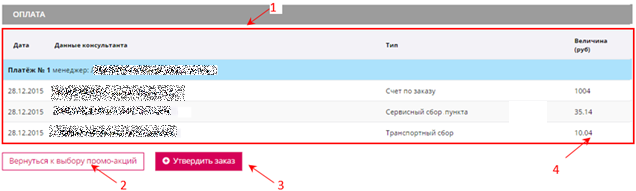 1
ОПЛАТА
Дата Данные консультанта Тип Величина (руб)
Платёж № 1 менеджер:
28.12.2015 Счет по заказу 1004
28.12.2015 Сервисный сбор пункта 35.14
28.12.2015 Транспортный сбор 10.04
Вернуться к выбору промо-акций Утвердить заказ
2 3 4